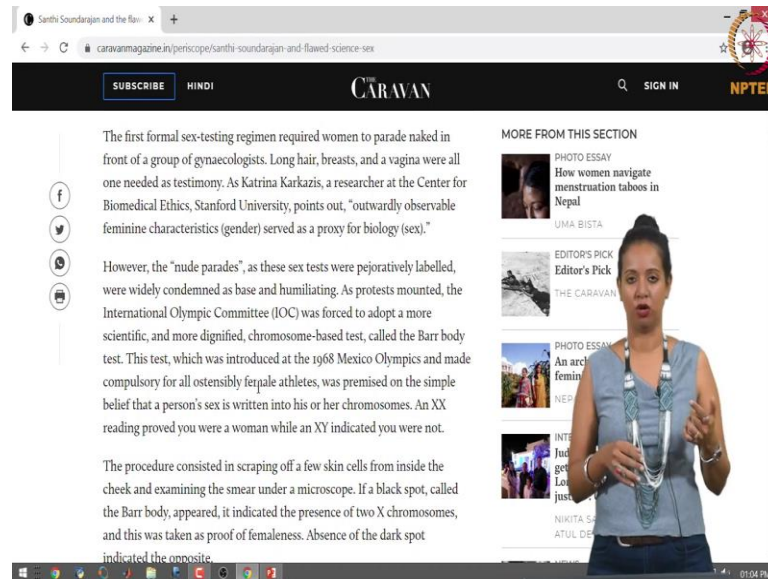 Santhi Soundarajan and the flaw
caravanmagazine.in/periscope/santhi-soundarajan-and-flawed-science-sex
NPTEL
SUBSCRIBE
HINDI
THE
CARAVAN
SIGN IN
The first formal sex-testing regimen required women to parade naked in
front of a group of gynaecologists. Long hair, breasts, and a vagina were all
one needed as testimony. As Katrina Karkazis, a researcher at the Center for
Biomedical Ethics, Stanford University, points out, “outwardly observable
feminine characteristics (gender) served as a proxy for biology (sex).”
However, the “nude parades”, as these sex tests were pejoratively labelled,
were widely condemned as base and humiliating. As protests mounted, the
International Olympic Committee (IOC) was forced to adopt a more
scientific, and more dignified, chromosome-based test, called the Barr body
test. This test, which was introduced at the 1968 Mexico Olympics and made
compulsory for all ostensibly female athletes, was premised on the simple
belief that a person’s sex is written into his or her chromosomes. An XX
reading proved you were a woman while an XY indicated you were not.
The procedure consisted in scraping off a few skin cells from inside the
cheek and examining the smear under a microscope. If a black spot, called
the Barr body, appeared, it indicated the presence of two X chromosomes,
and this was taken as proof of femaleness. Absence of the dark spot
indicated the opposite.
MORE FROM THIS SECTION
PHOTO ESSAY
How women navigate
menstruation taboos in
Nepal
UMA BISTA
EDITOR'S PICK
Editor's Pick
THE CARAVAN
PHOTO ESSAY
An
NIKITA
ATUL
01:04 PM